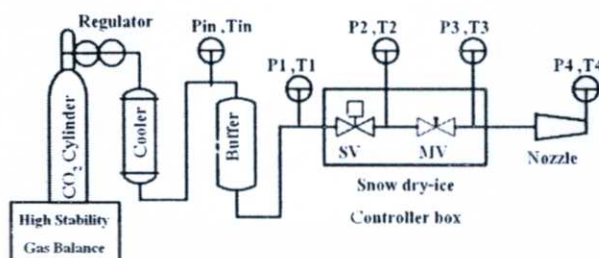 Regulator
Pin ,Tin
P1 ,T1
P2 ,T2
P3 ,T3
P4 ,T4
CO2 Cylinder
Cooler
Buffer
SV
MV
Nozzle
Snow dry-ice
Controller box
High Stability
Gas Balance